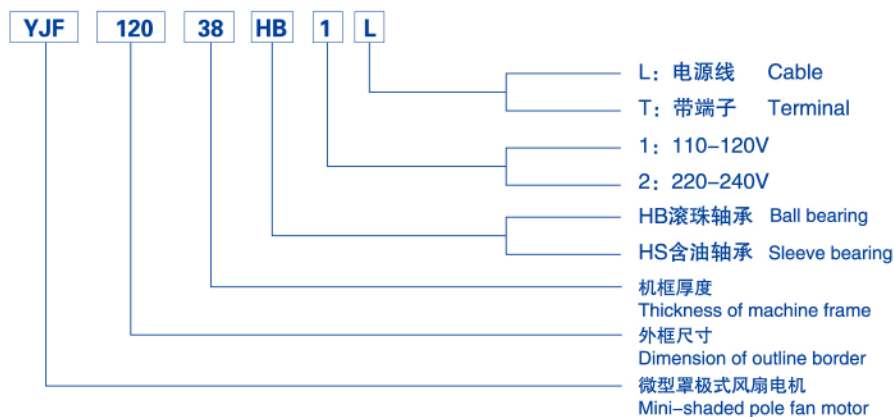 YJF 120 38 HB 1 L
L：电源线 Cable
T：带端子 Terminal
1：110–120V
2：220–240V
HB滚珠轴承 Ball bearing
HS含油轴承 Sleeve bearing
机框厚度
Thickness of machine frame
外框尺寸
Dimension of outline border
微型罩极式风扇电机
Mini–shaded pole fan motor